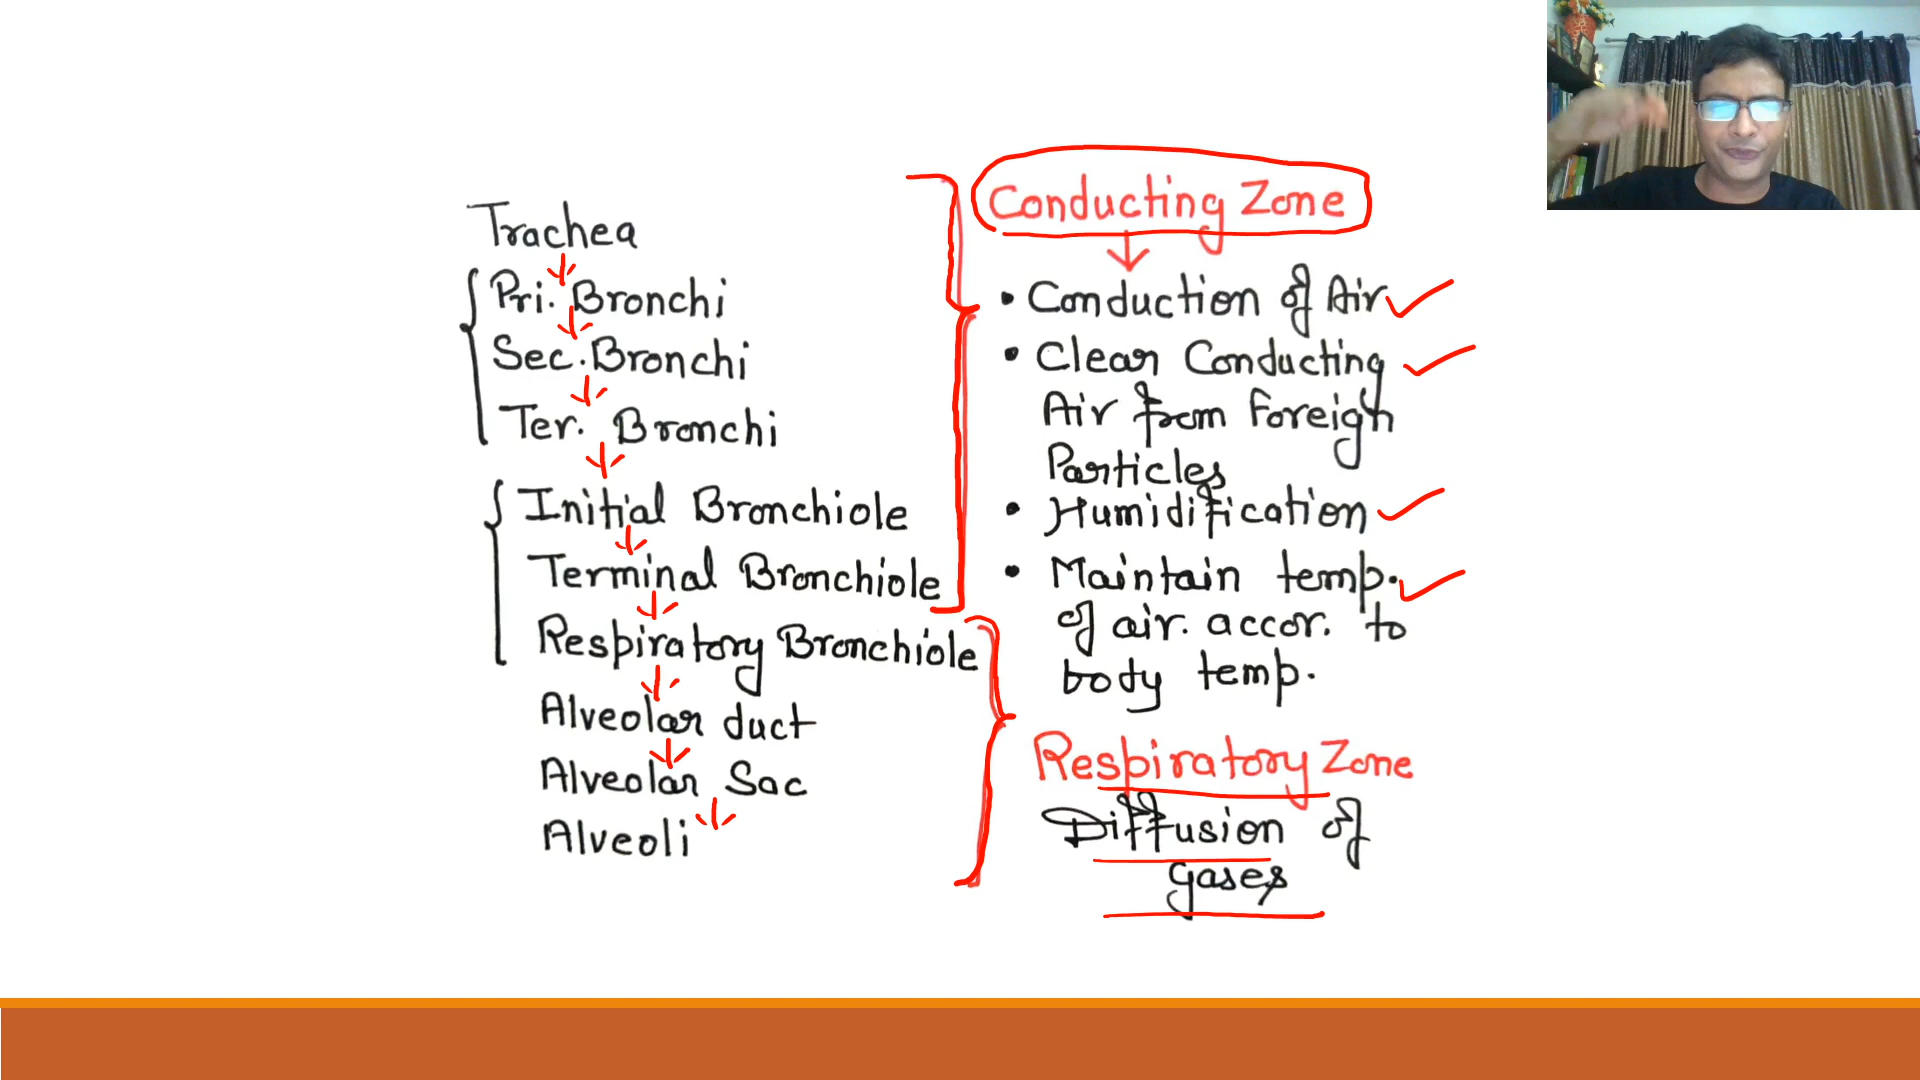 Trachea
Pri. Bronchi
Sec. Bronchi
Ter. Bronchi
Initial Bronchiole
Terminal Bronchiole
Respiratory Bronchiole
Alveolar duct
Alveolar Sac
Alveoli
Conducting Zone
• Conduction of Air
• Clear Conducting
Air from Foreign
Particles
• Humidification
• Maintain temp.
of air. accor. to
body temp.
Respiratory Zone
Diffusion of
gases